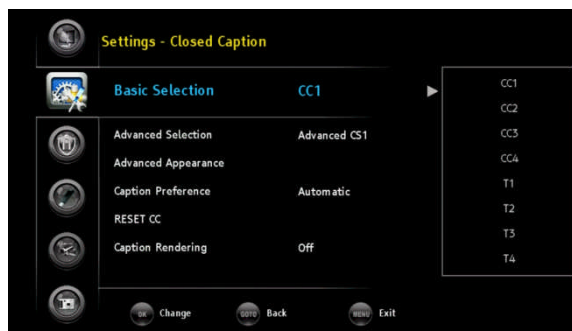 Settings - Closed Caption
Basic Selection CC1
Advanced Selection Advanced CS1
Advanced Appearance
Caption Preference Automatic
RESET CC
Caption Rendering Off
CC1
CC2
CC3
CC4
T1
T2
T3
T4
OK Change GOTO Back MENU Exit